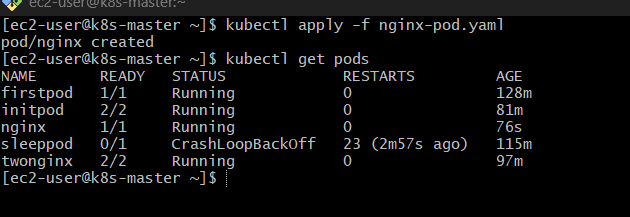 ec2-user@k8s-master:~
[ec2-user@k8s-master ~]$ kubectl apply -f nginx-pod.yaml
pod/nginx created
[ec2-user@k8s-master ~]$ kubectl get pods
NAME READY STATUS RESTARTS AGE
firstpod 1/1 Running 0 128m
initpod 2/2 Running 0 81m
nginx 1/1 Running 0 76s
sleeppod 0/1 CrashLoopBackOff 23 (2m57s ago) 115m
twonginx 2/2 Running 0 97m
[ec2-user@k8s-master ~]$